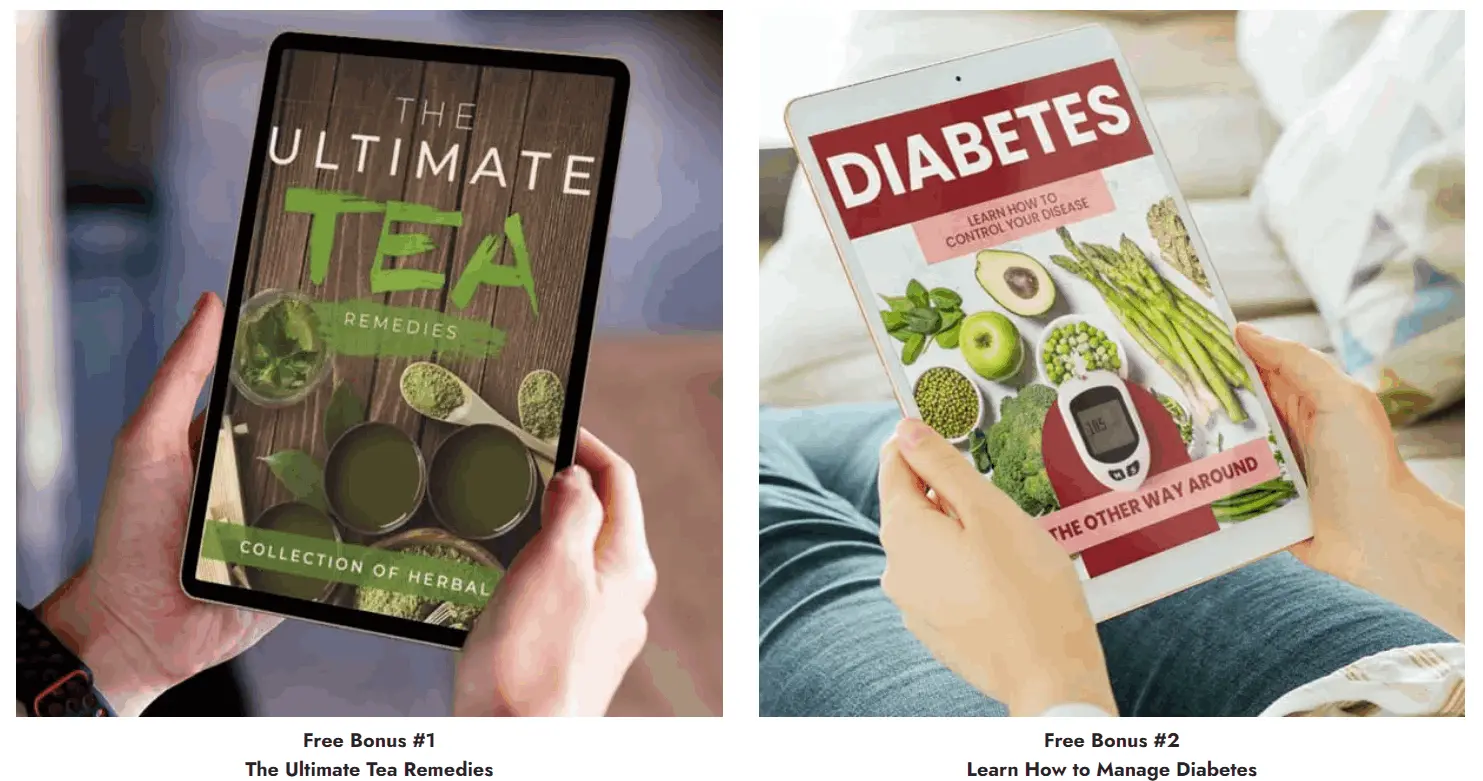 THE
ULTIMATE
TEA
REMEDIES
COLLECTION OF HERBAL
DIABETES
LEARN HOW TO
CONTROL YOUR DISEASE
185
THE OTHER WAY AROUND
Free Bonus #1
The Ultimate Tea Remedies
Free Bonus #2
Learn How to Manage Diabetes